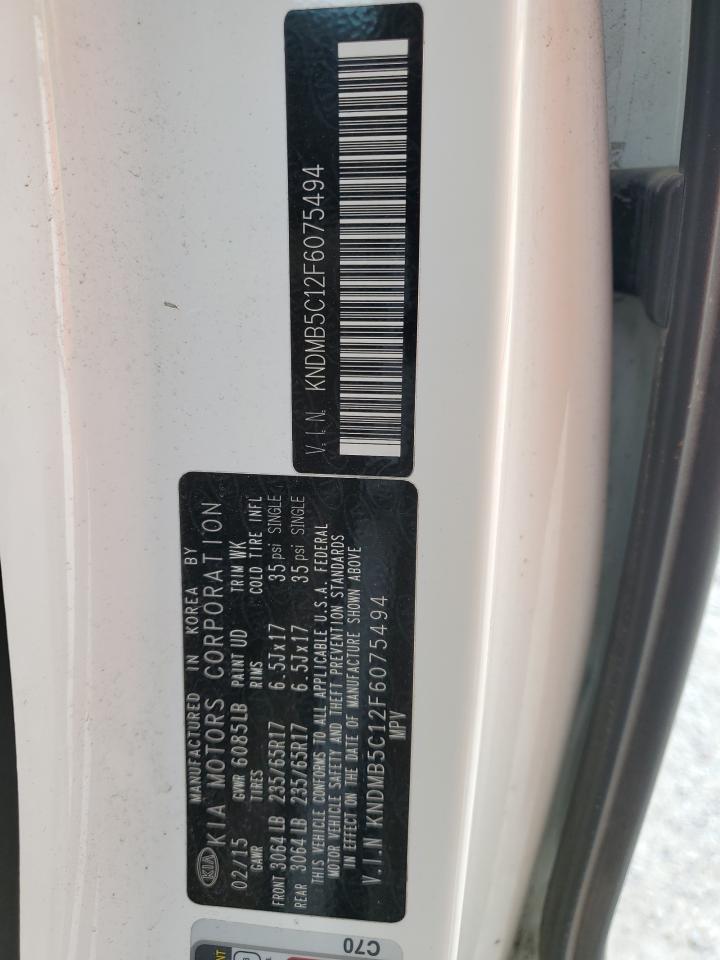 V.I.N. KNDMB5C12F6075494
MANUFACTURED IN KOREA BY
KIA KIA MOTORS CORPORATION
02/15 GVWR 6085LB PAINT UD TRIM WK
GAWR TIRES RIMS COLD TIRE INFL
FRONT 3064LB 235/65R17 6.5Jx17 35psi SINGLE
REAR 3064LB 235/65R17 6.5Jx17 35psi SINGLE
THIS VEHICLE CONFORMS TO ALL APPLICABLE U.S.A. FEDERAL
MOTOR VEHICLE SAFETY AND THEFT PREVENTION STANDARDS
IN EFFECT ON THE DATE OF MANUFACTURE SHOWN ABOVE
V.I.N KNDMB5C12F6075494
MPV
C70